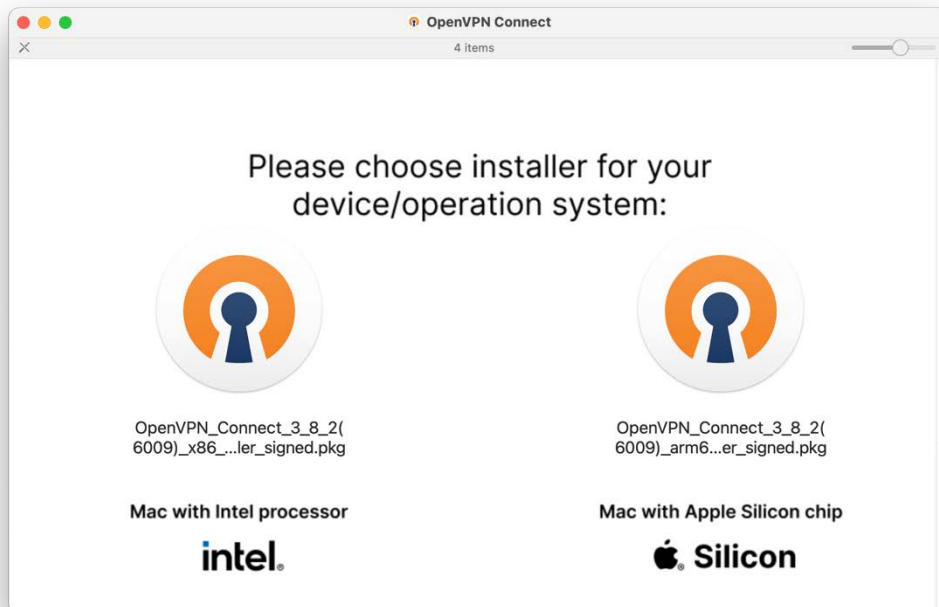 OpenVPN Connect
4 items
Please choose installer for your
device/operation system:
OpenVPN_Connect_3_8_2(
6009)_x86_...ler_signed.pkg
OpenVPN_Connect_3_8_2(
6009)_arm6...er_signed.pkg
Mac with Intel processor
Mac with Apple Silicon chip
intel®
® Silicon